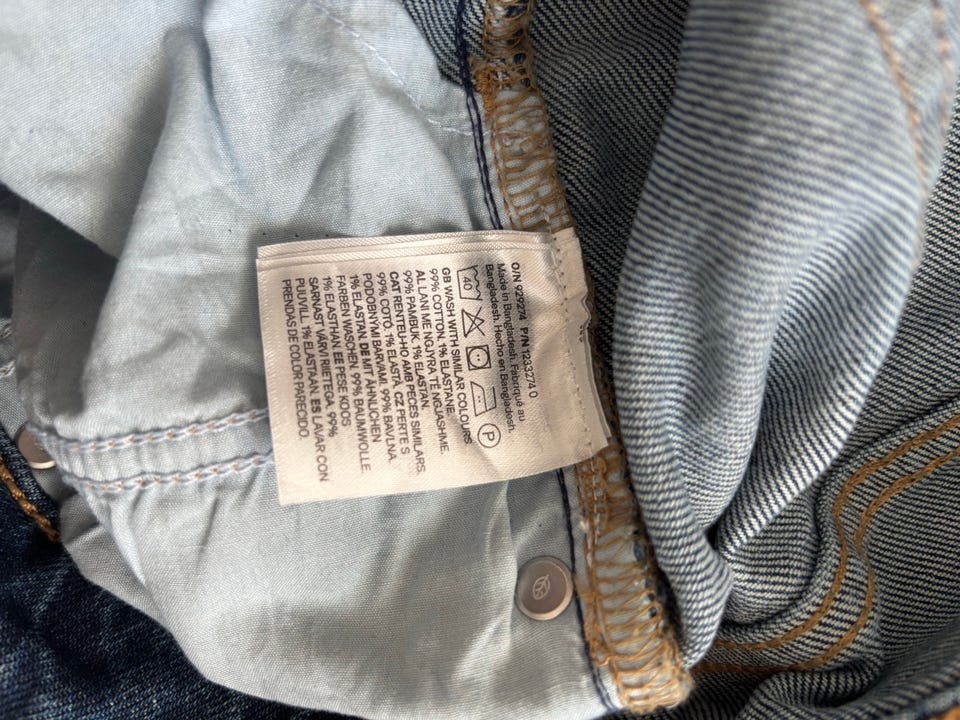 O/N 929274 P/N 1233274 0
Made in Bangladesh. Fabriqué au
Bangladesh. Hecho en Bangladesh.
40 P
GB WASH WITH SIMILAR COLOURS
99% COTTON. 1% ELASTANE.
AL LANI ME NGJYRA TË NGJASHME.
99% PAMBUK. 1% ELASTAN.
CAT RENTEU-HO AMB PECES SIMILARS.
99% COTÓ. 1% ELASTÀ. CZ PERTE S
PODOBNÝMI BARVAMI. 99% BAVLNA.
1% ELASTAN. DE MIT ÄHNLICHEN
FARBEN WASCHEN. 99% BAUMWOLLE.
1% ELASTHAN. EE PESE KOOS
SARNAST VÄRVI RIIETEGA. 99%
PUUVILL. 1% ELASTAAN. ES LAVAR CON
PRENDAS DE COLOR PARECIDO.